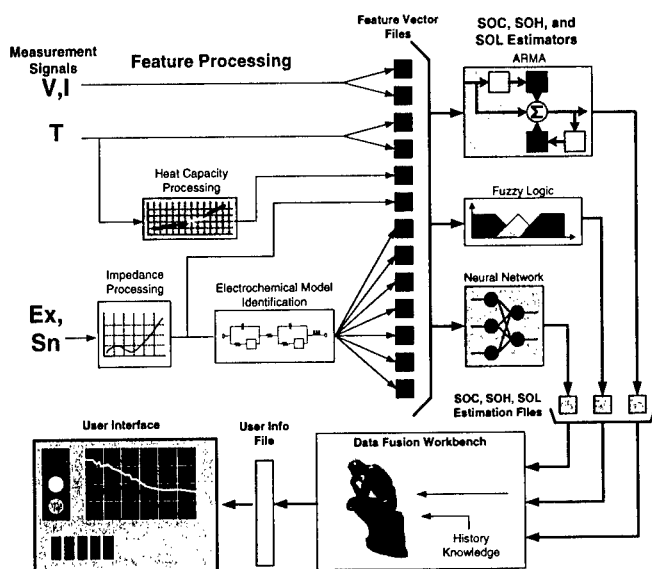 Feature Vector
Files
SOC, SOH, and
SOL Estimators
ARMA
Measurement
Signals
Feature Processing
V,I
T
Σ
Heat Capacity
Processing
Fuzzy Logic
Impedance
Processing
Electrochemical Model
Identification
Neural Network
Ex,
Sn
SOC, SOH, SOL
Estimation Files
User Interface
User Info
File
Data Fusion Workbench
History
Knowledge